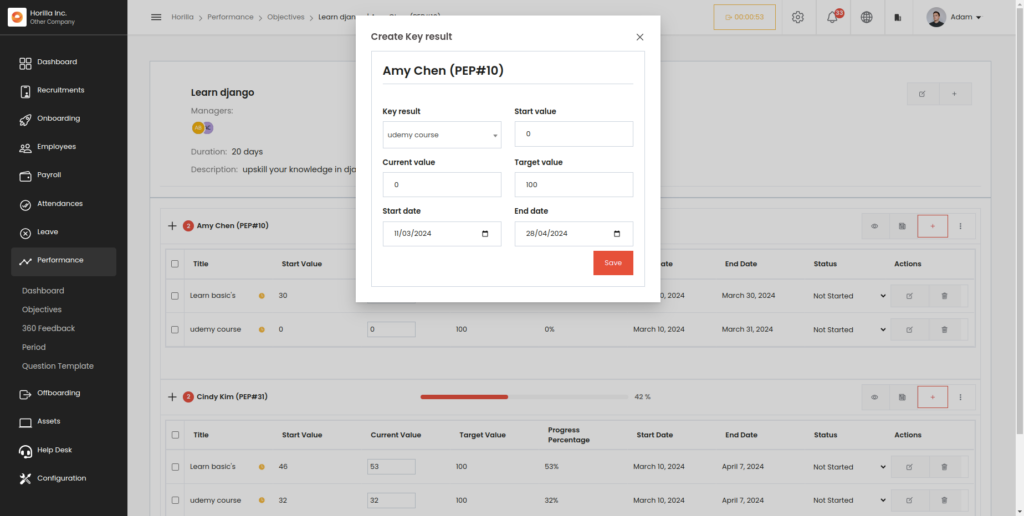 Horilla Inc.
Other Company
Dashboard
Recruitments
Onboarding
Employees
Payroll
Attendances
Leave
Performance
Dashboard
Objectives
360 Feedback
Period
Question Template
Offboarding
Assets
Help Desk
Configuration
Horilla > Performance > Objectives > Learn djan
00:00:53
Adam
Create Key result
Amy Chen (PEP#10)
Key result Start value
udemy course 0
Current value Target value
0 100
Start date End date
11/03/2024 28/04/2024
Save
Learn django
Managers:
Duration: 20 days
Description: upskill your knowledge in djo
2 Amy Chen (PEP#10)
Title Start Value End Date Status Actions
Learn basic's 30 0, 2024 March 30, 2024 Not Started
udemy course 0 0 100 0% March 10, 2024 March 31, 2024 Not Started
2 Cindy Kim (PEP#31) 42 %
Title Start Value Current Value Target Value Progress Percentage Start Date End Date Status Actions
Learn basic's 46 53 100 53% March 10, 2024 April 7, 2024 Not Started
udemy course 32 32 100 32% March 10, 2024 April 7, 2024 Not Started